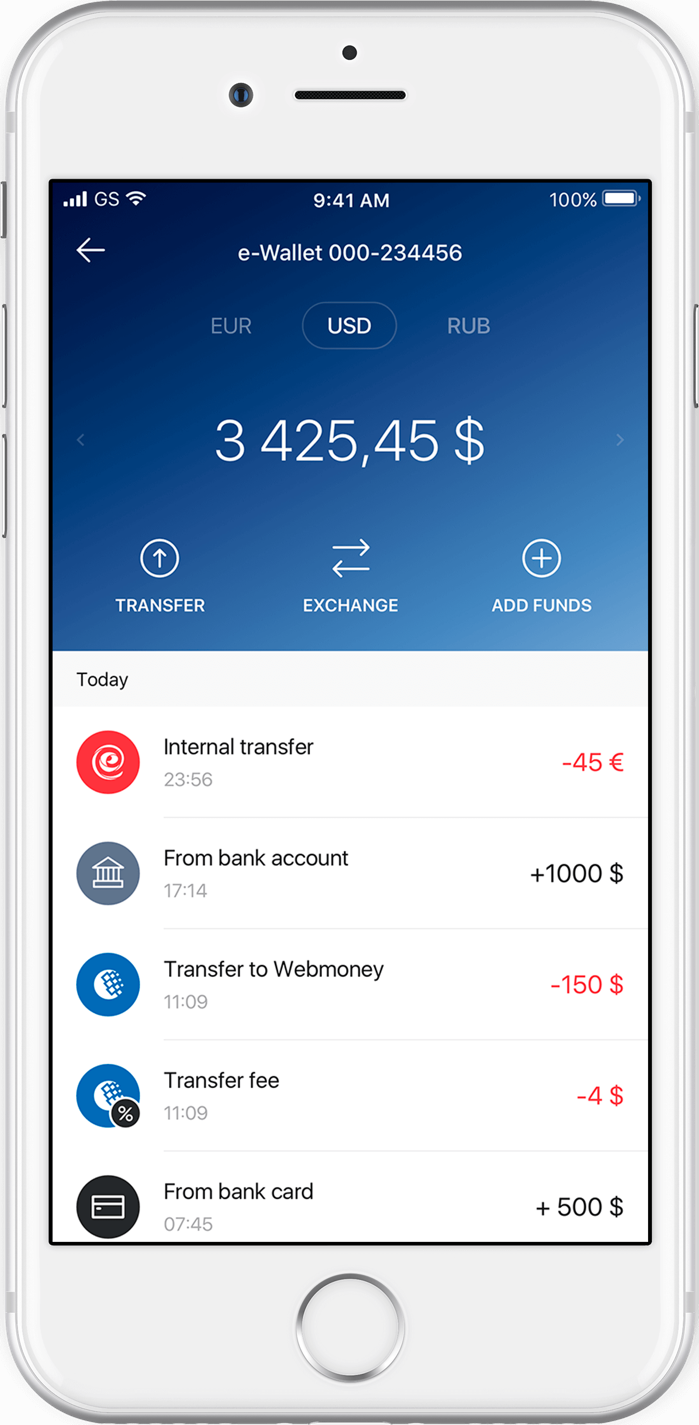 GS 9:41 AM 100%
e-Wallet 000-234456
EUR USD RUB
3 425,45 $
TRANSFER EXCHANGE ADD FUNDS
Today
Internal transfer
23:56
-45 €
From bank account
17:14
+1000 $
Transfer to Webmoney
11:09
-150 $
Transfer fee
11:09
-4 $
%
From bank card
07:45
+ 500 $